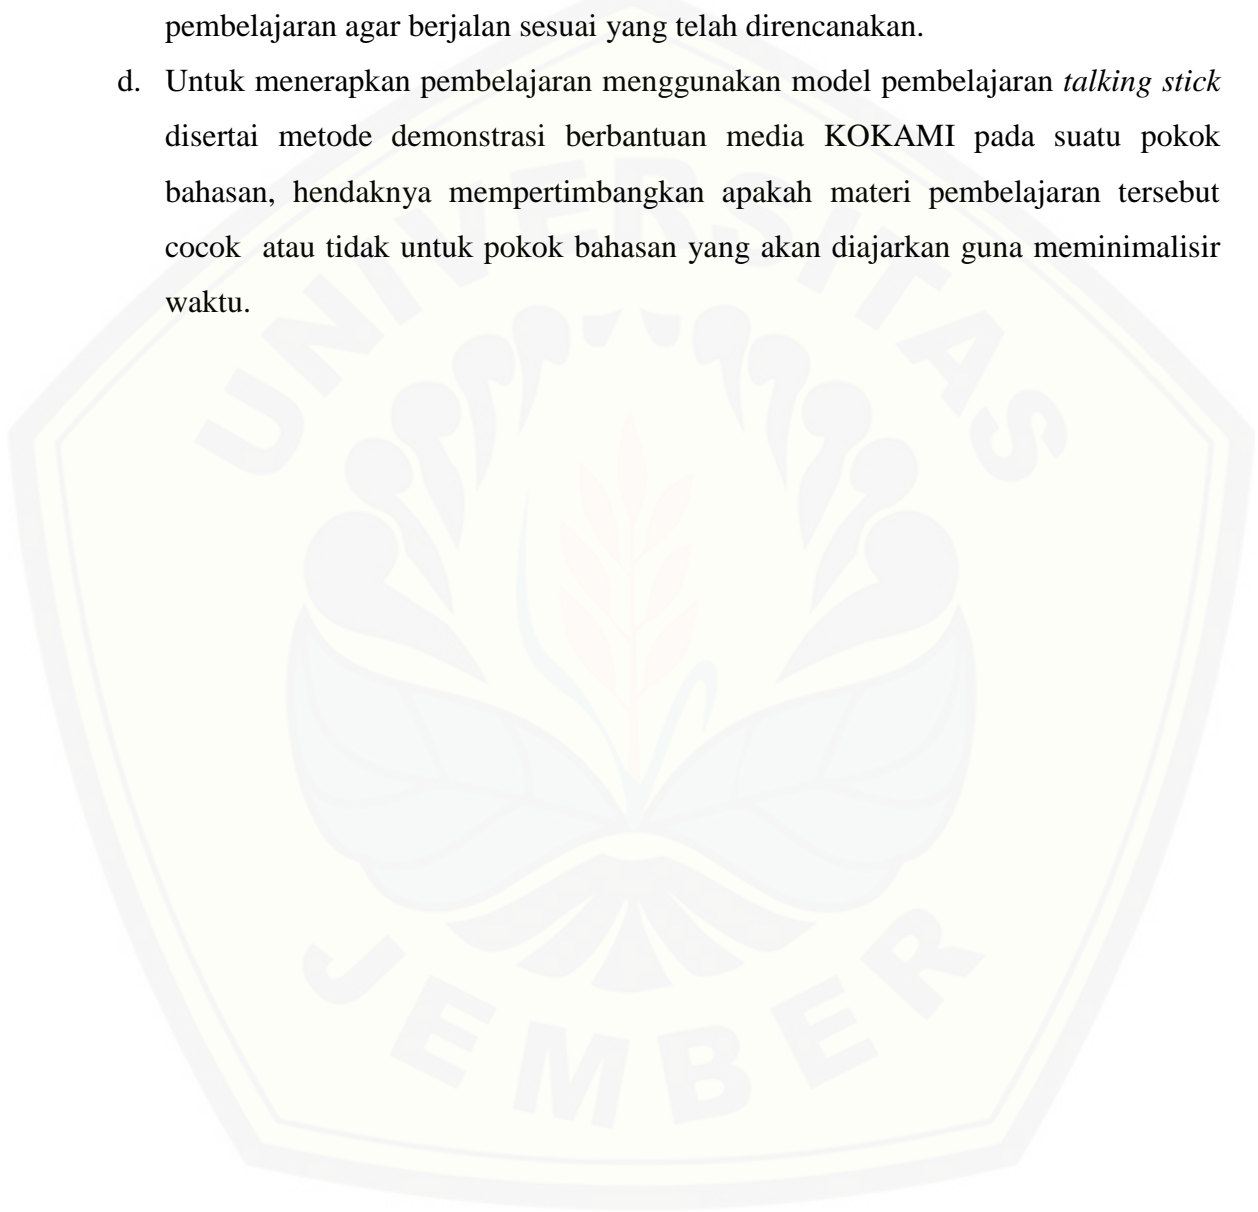 pembelajaran agar berjalan sesuai yang telah direncanakan.
d. Untuk menerapkan pembelajaran menggunakan model pembelajaran talking stick
disertai metode demonstrasi berbantuan media KOKAMI pada suatu pokok
bahasan, hendaknya mempertimbangkan apakah materi pembelajaran tersebut
cocok atau tidak untuk pokok bahasan yang akan diajarkan guna meminimalisir
waktu.
UNIVERSITAS
JEMBER